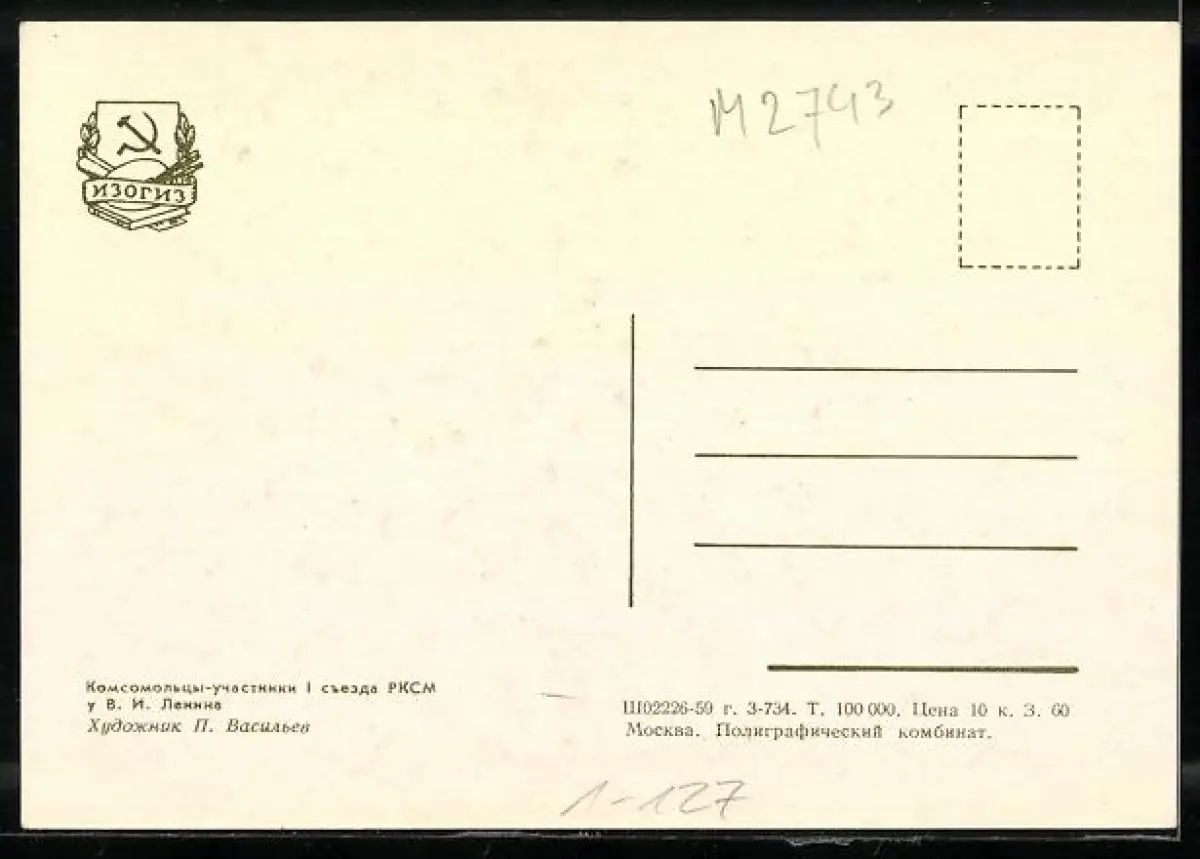 М 2743
ИЗОГИЗ
Комсомольцы-участники I съезда РКСМ
у В. И. Ленина
Художник П. Васильев
Ш02226-59 г. 3-734. Т. 100 000. Цена 10 к. З. 60
Москва. Полиграфический комбинат.
1-127